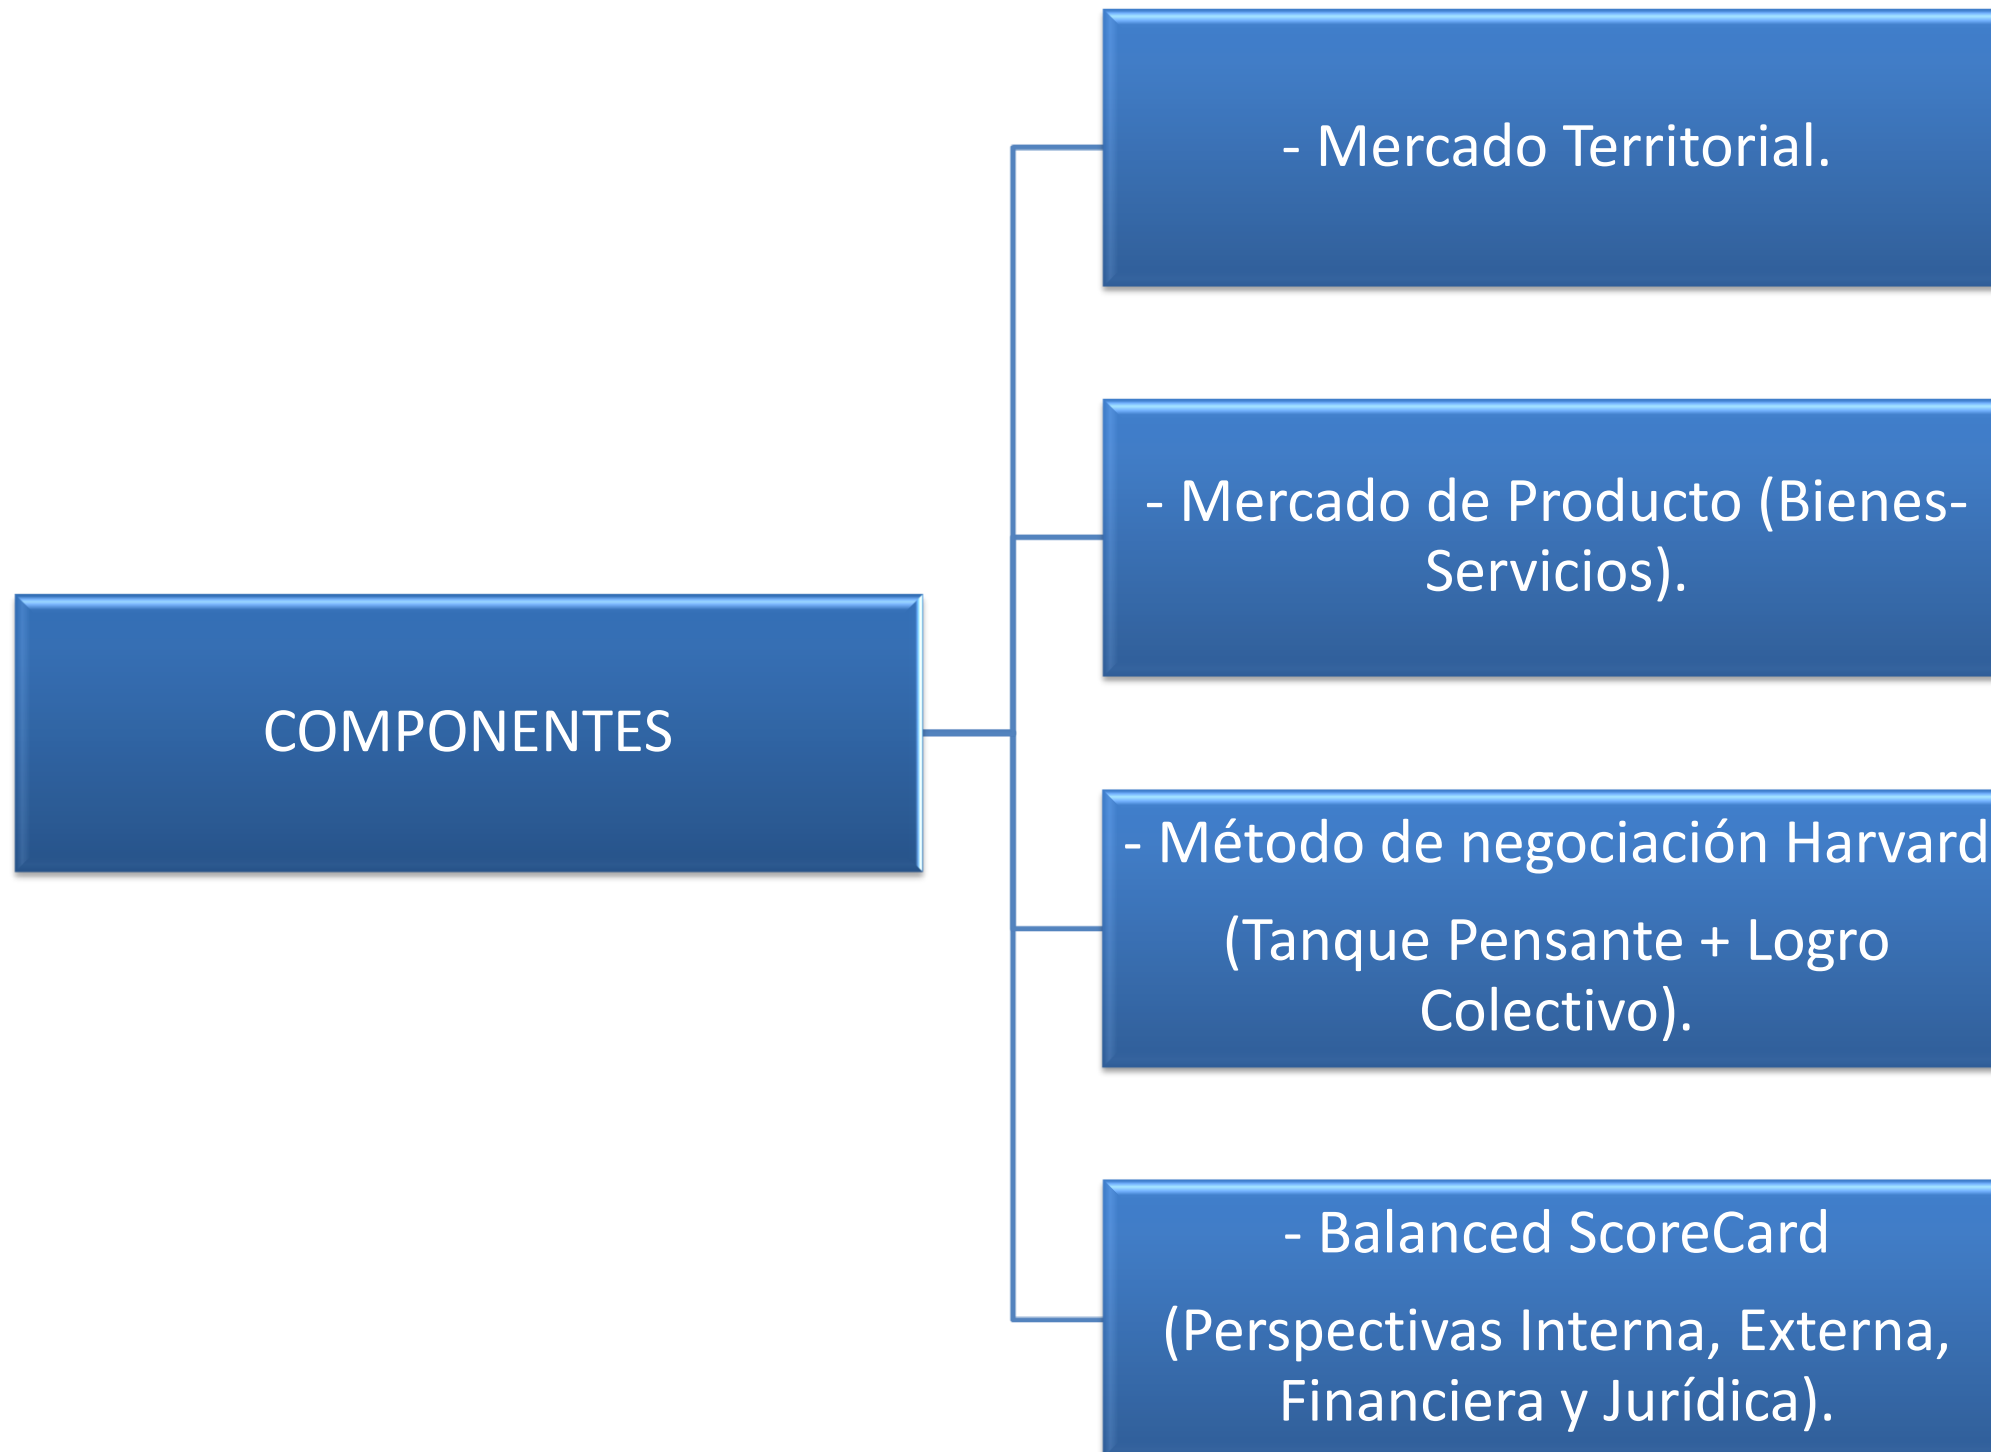 - Mercado Territorial.
- Mercado de Producto (Bienes-
Servicios).
COMPONENTES
- Método de negociación Harvard
(Tanque Pensante + Logro
Colectivo).
- Balanced ScoreCard
(Perspectivas Interna, Externa,
Financiera y Jurídica).